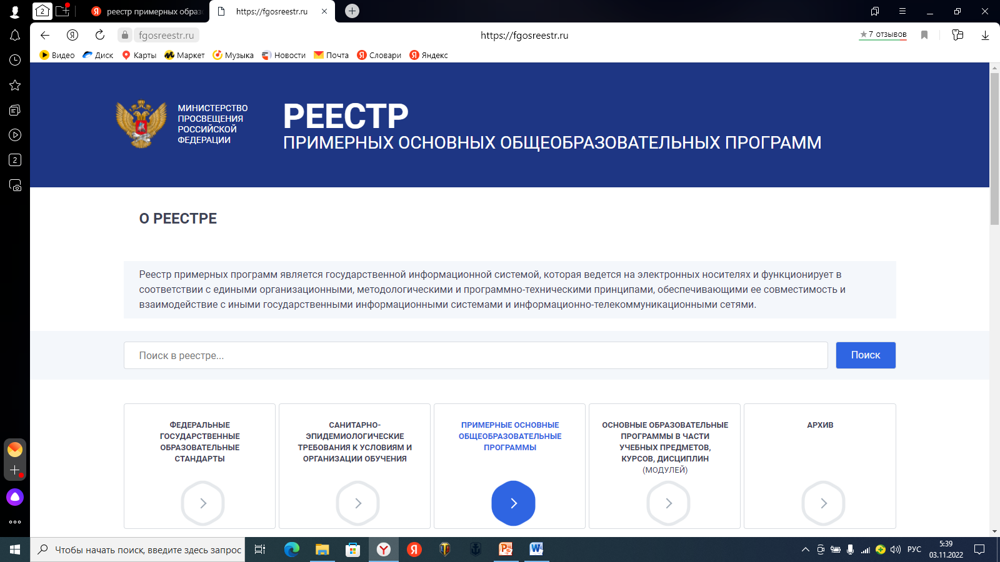 2
реестр примерных образо
https://fgosreestr.ru
fgosreestr.ru
https://fgosreestr.ru
7 отзывов
Видео
Диск
Карты
Маркет
Музыка
Новости
Почта
Словари
Яндекс
2
МИНИСТЕРСТВО
ПРОСВЕЩЕНИЯ
РОССИЙСКОЙ
ФЕДЕРАЦИИ
РЕЕСТР
ПРИМЕРНЫХ ОСНОВНЫХ ОБЩЕОБРАЗОВАТЕЛЬНЫХ ПРОГРАММ
О РЕЕСТРЕ
Реестр примерных программ является государственной информационной системой, которая ведется на электронных носителях и функционирует в
соответствии с едиными организационными, методологическими и программно-техническими принципами, обеспечивающими ее совместимость и
взаимодействие с иными государственными информационными системами и информационно-телекоммуникационными сетями.
Поиск в реестре...
Поиск
ФЕДЕРАЛЬНЫЕ
ГОСУДАРСТВЕННЫЕ
ОБРАЗОВАТЕЛЬНЫЕ
СТАНДАРТЫ
САНИТАРНО-
ЭПИДЕМИОЛОГИЧЕСКИЕ
ТРЕБОВАНИЯ К УСЛОВИЯМ И
ОРГАНИЗАЦИИ ОБУЧЕНИЯ
ПРИМЕРНЫЕ ОСНОВНЫЕ
ОБЩЕОБРАЗОВАТЕЛЬНЫЕ
ПРОГРАММЫ
ОСНОВНЫЕ ОБРАЗОВАТЕЛЬНЫЕ
ПРОГРАММЫ В ЧАСТИ
УЧЕБНЫХ ПРЕДМЕТОВ,
КУРСОВ, ДИСЦИПЛИН
(МОДУЛЕЙ)
АРХИВ
Чтобы начать поиск, введите здесь запрос
РУС
5:39
03.11.2022